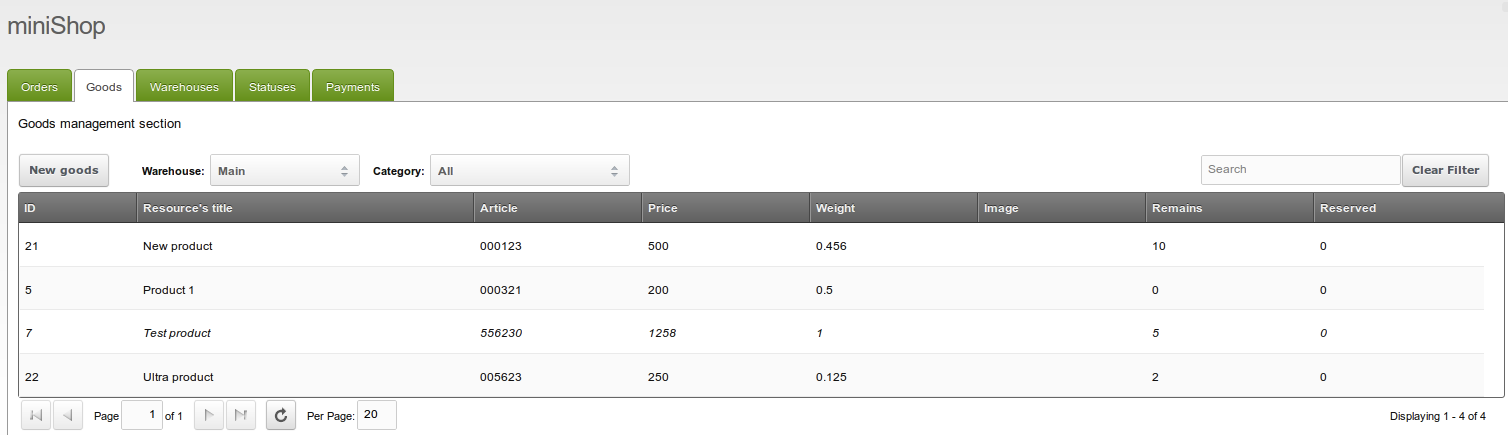 miniShop
Orders Goods Warehouses Statuses Payments
Goods management section
New goods Warehouse: Main Category: All Search Clear Filter
ID Resource's title Article Price Weight Image Remains Reserved
21 New product 000123 500 0.456 10 0
5 Product 1 000321 200 0.5 0 0
7 Test product 556230 1258 1 5 0
22 Ultra product 005623 250 0.125 2 0
Page 1 of 1 Per Page: 20 Displaying 1 - 4 of 4